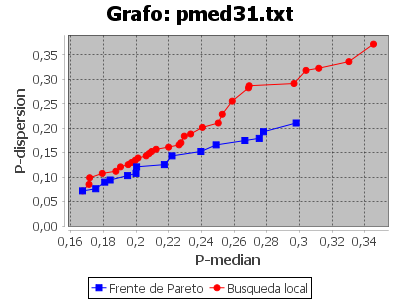 Grafo: pmed31.txt
P-dispersion
0,35
0,30
0,25
0,20
0,15
0,10
0,05
0,00
0,16 0,18 0,2 0,22 0,24 0,26 0,28 0,3 0,32 0,34
P-median
Frente de Pareto Busqueda local